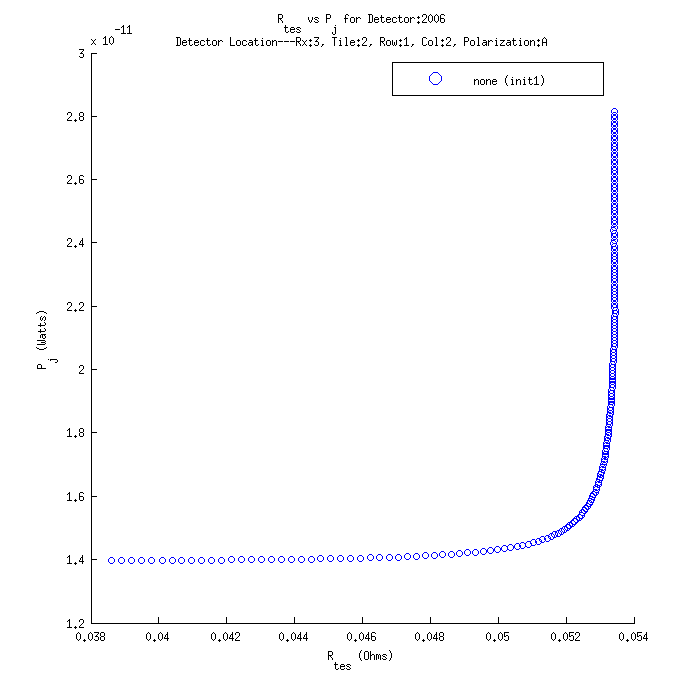 R_tes vs P_j for Detector:2006
Detector Location---Rx:3, Tile:2, Row:1, Col:2, Polarization:A
x 10^-11
none (init1)
3
2.8
2.6
2.4
2.2
2
1.8
1.6
1.4
1.2
P_j (Watts)
0.038 0.04 0.042 0.044 0.046 0.048 0.05 0.052 0.054
R_tes (Ohms)